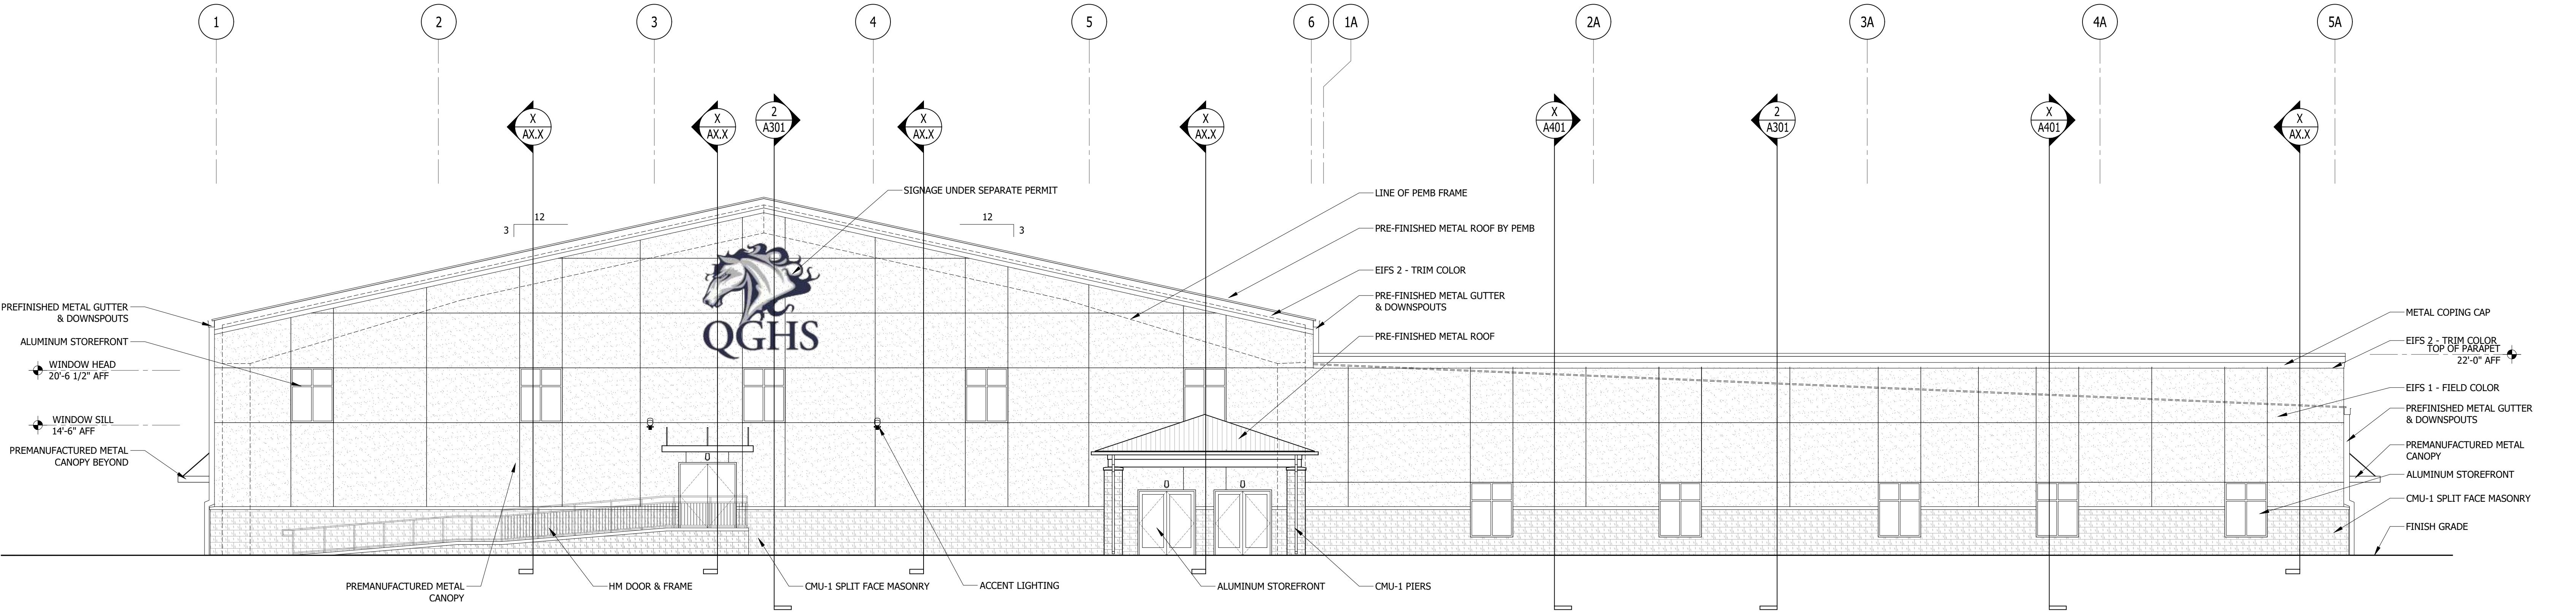 1
2
3
4
5
6
1A
2A
3A
4A
5A
X
AX.X
X
AX.X
2
A301
X
AX.X
X
AX.X
X
A401
2
A301
X
A401
X
AX.X
SIGNAGE UNDER SEPARATE PERMIT
LINE OF PEMB FRAME
12
3
12
3
PRE-FINISHED METAL ROOF BY PEMB
EIFS 2 - TRIM COLOR
PRE-FINISHED METAL GUTTER
& DOWNSPOUTS
PRE-FINISHED METAL ROOF
QGHS
PREFINISHED METAL GUTTER
& DOWNSPOUTS
ALUMINUM STOREFRONT
WINDOW HEAD
20'-6 1/2" AFF
WINDOW SILL
14'-6" AFF
PREMANUFACTURED METAL
CANOPY BEYOND
METAL COPING CAP
EIFS 2 - TRIM COLOR
TOP OF PARAPET
22'-0" AFF
EIFS 1 - FIELD COLOR
PREFINISHED METAL GUTTER
& DOWNSPOUTS
PREMANUFACTURED METAL
CANOPY
ALUMINUM STOREFRONT
CMU-1 SPLIT FACE MASONRY
FINISH GRADE
PREMANUFACTURED METAL
CANOPY
HM DOOR & FRAME
CMU-1 SPLIT FACE MASONRY
ACCENT LIGHTING
ALUMINUM STOREFRONT
CMU-1 PIERS